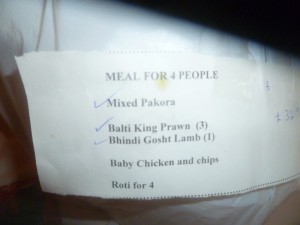 MEAL FOR 4 PEOPLE
Mixed Pakora
Balti King Prawn (3)
Bhindi Gosht Lamb (1)
Baby Chicken and chips
Roti for 4